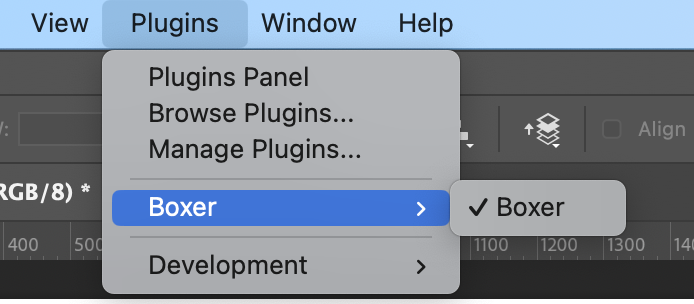 View Plugins Window Help
Plugins Panel
Browse Plugins...
Manage Plugins...
Align
RGB/8) *
Boxer
Boxer
400 500 1100 1200 1300
Development